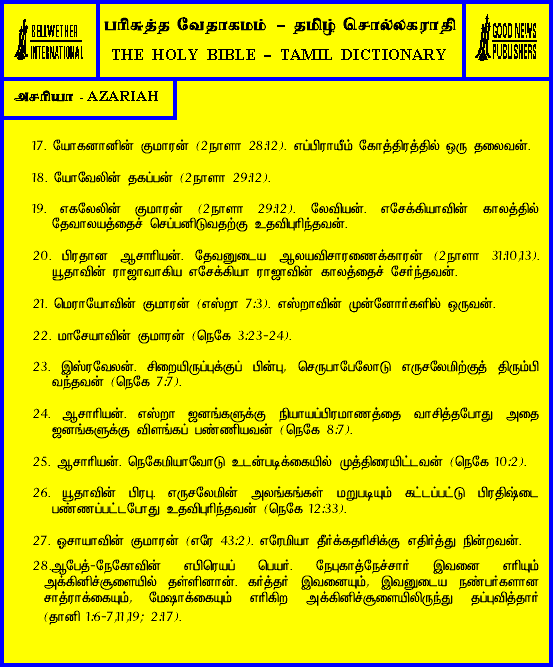 BELLWETHER
INTERNATIONAL
பரிசுத்த வேதாகமம் – தமிழ் சொல்லகராதி
THE HOLY BIBLE – TAMIL DICTIONARY
GOOD NEWS
PUBLISHERS
அசரியா - AZARIAH
17. யோகனானின் குமாரன் (2நாளா 28:12). எப்பிராயீம் கோத்திரத்தில் ஒரு தலைவன்.
18. யோவேலின் தகப்பன் (2நாளா 29:12).
19. எகலேலின் குமாரன் (2நாளா 29:12). லேவியன். எசேக்கியாவின் காலத்தில்
தேவாலயத்தைச் செப்பனிடுவதற்கு உதவிபுரிந்தவன்.
20. பிரதான ஆசாரியன். தேவனுடைய ஆலயவிசாரணைக்காரன் (2நாளா 31:10,13).
யூதாவின் ராஜாவாகிய எசேக்கியா ராஜாவின் காலத்தைச் சேர்ந்தவன்.
21. மெராயோவின் குமாரன் (எஸ்றா 7:3). எஸ்றாவின் முன்னோர்களில் ஒருவன்.
22. மாசேயாவின் குமாரன் (நெகே 3:23-24).
23. இஸ்ரவேலன். சிறையிருப்புக்குப் பின்பு, செருபாபேலோடு எருசலேமிற்குத் திரும்பி
வந்தவன் (நெகே 7:7).
24. ஆசாரியன். எஸ்றா ஜனங்களுக்கு நியாயப்பிரமாணத்தை வாசித்தபோது அதை
ஜனங்களுக்கு விளங்கப் பண்ணியவன் (நெகே 8:7).
25. ஆசாரியன். நெகேமியாவோடு உடன்படிக்கையில் முத்திரையிட்டவன் (நெகே 10:2).
26. யூதாவின் பிரபு. எருசலேமின் அலங்கங்கள் மறுபடியும் கட்டப்பட்டு பிரதிஷ்டை
பண்ணப்பட்டபோது உதவிபுரிந்தவன் (நெகே 12:33).
27. ஓசாயாவின் குமாரன் (எரே 43:2). எரேமியா தீர்க்கதரிசிக்கு எதிர்த்து நின்றவன்.
28.ஆபேத்-நேகோவின் எபிரெயப் பெயர். நேபுகாத்நேச்சார் இவனை எரியும்
அக்கினிச்சூளையில் தள்ளினான். கர்த்தர் இவனையும், இவனுடைய நண்பர்களான
சாத்ராக்கையும், மேஷாக்கையும் எரிகிற அக்கினிச்சூளையிலிருந்து தப்புவித்தார்
(தானி 1:6-7,11,19; 2:17).